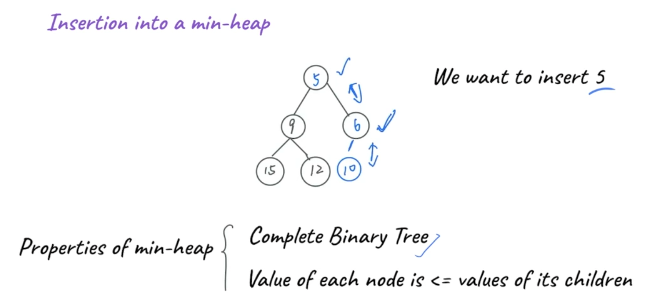 Insertion into a min-heap
5
We want to insert 5
9 6
15 12 10
Properties of min-heap
Complete Binary Tree
Value of each node is <= values of its children